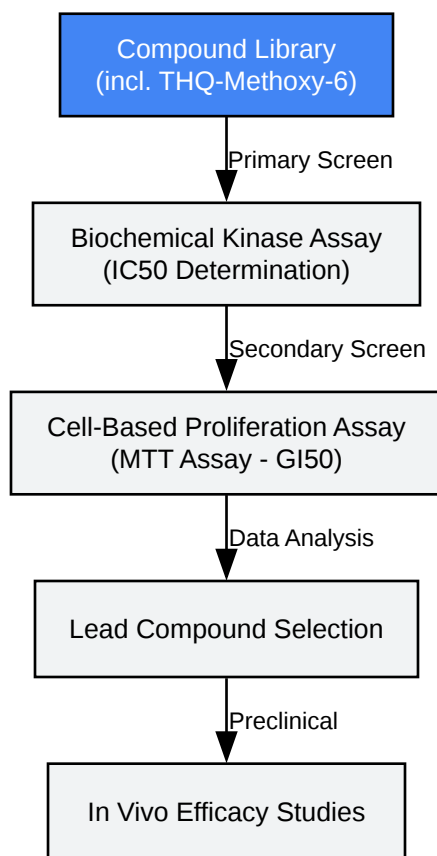 Compound Library
(incl. THQ-Methoxy-6)
Primary Screen
Biochemical Kinase Assay
(IC50 Determination)
Secondary Screen
Cell-Based Proliferation Assay
(MTT Assay - GI50)
Data Analysis
Lead Compound Selection
Preclinical
In Vivo Efficacy Studies